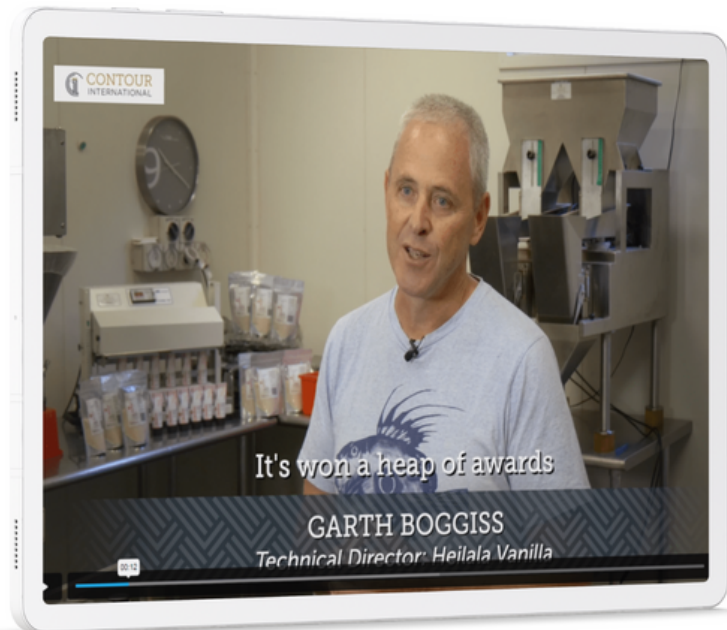 CONTOUR
INTERNATIONAL
It's won a heap of awards
GARTH BOGGISS
Technical Director: Heilala Vanilla
00:12